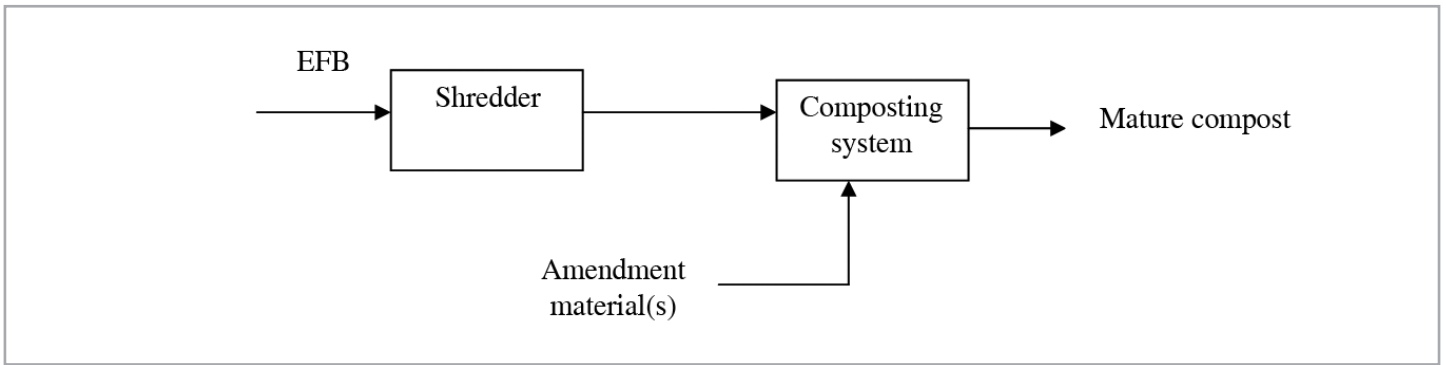 EFB
Shredder
Composting
system
Mature compost
Amendment
material(s)